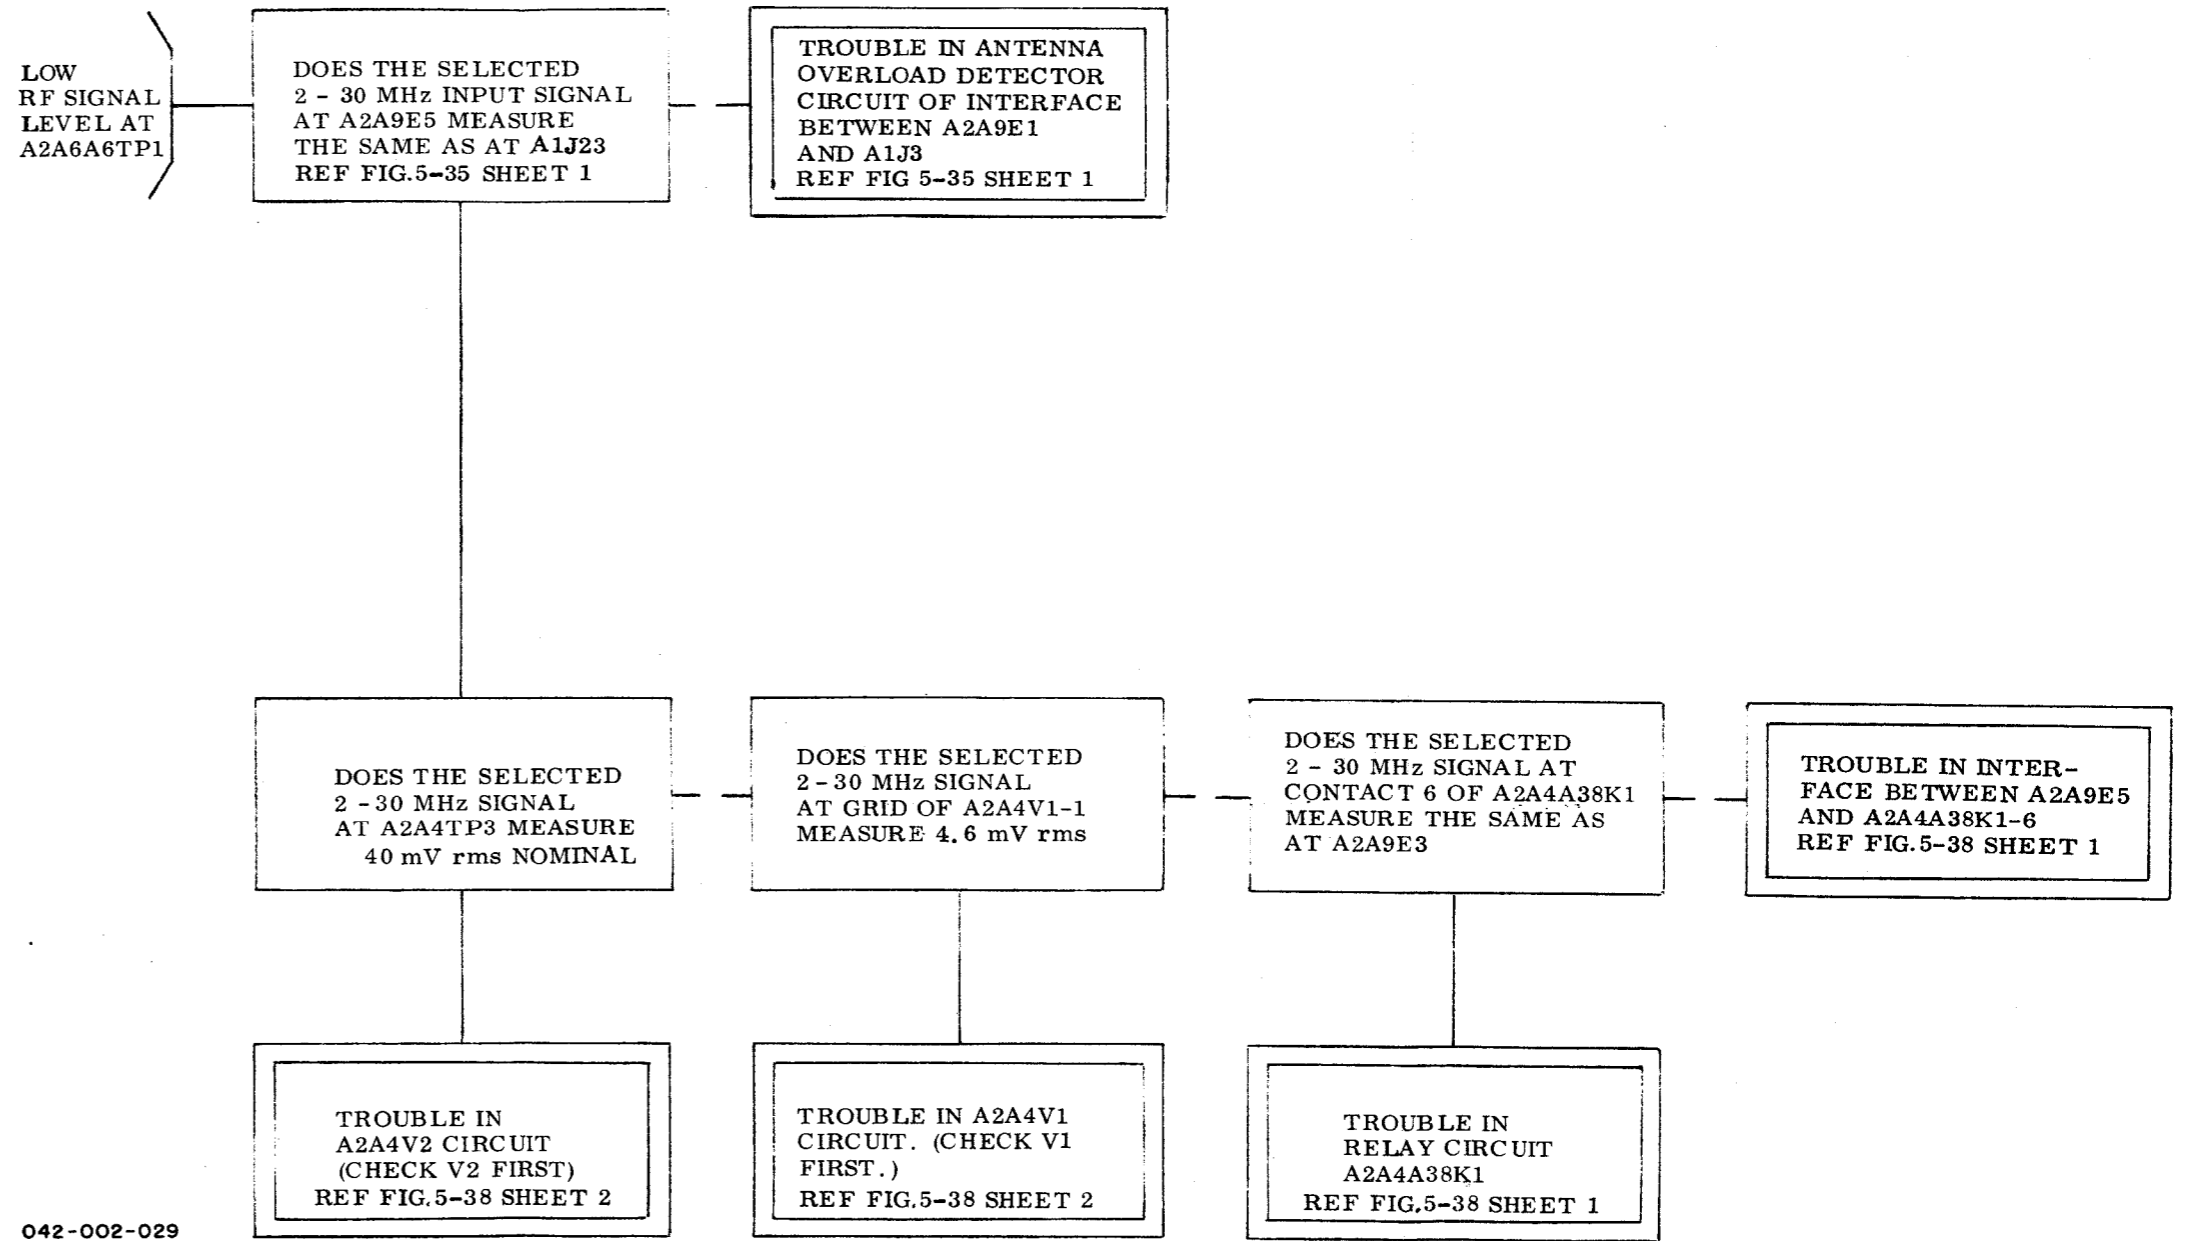 LOW
RF SIGNAL
LEVEL AT
A2A6A6TP1
DOES THE SELECTED
2 - 30 MHz INPUT SIGNAL
AT A2A9E5 MEASURE
THE SAME AS AT A1J23
REF FIG.5-35 SHEET 1
TROUBLE IN ANTENNA
OVERLOAD DETECTOR
CIRCUIT OF INTERFACE
BETWEEN A2A9E1
AND A1J3
REF FIG 5-35 SHEET 1
DOES THE SELECTED
2 - 30 MHz SIGNAL
AT A2A4TP3 MEASURE
40 mV rms NOMINAL
DOES THE SELECTED
2 - 30 MHz SIGNAL
AT GRID OF A2A4V1-1
MEASURE 4.6 mV rms
DOES THE SELECTED
2 - 30 MHz SIGNAL AT
CONTACT 6 OF A2A4A38K1
MEASURE THE SAME AS
AT A2A9E3
TROUBLE IN INTER-
FACE BETWEEN A2A9E5
AND A2A4A38K1-6
REF FIG.5-38 SHEET 1
TROUBLE IN
A2A4V2 CIRCUIT
(CHECK V2 FIRST)
REF FIG.5-38 SHEET 2
TROUBLE IN A2A4V1
CIRCUIT. (CHECK V1
FIRST.)
REF FIG.5-38 SHEET 2
TROUBLE IN
RELAY CIRCUIT
A2A4A38K1
REF FIG.5-38 SHEET 1
042-002-029